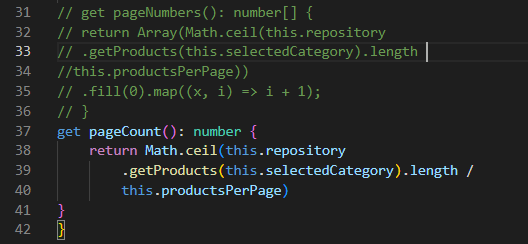 31 // get pageNumbers(): number[] {
32 // return Array(Math.ceil(this.repository
33 // .getProducts(this.selectedCategory).length
34 //this.productsPerPage))
35 // .fill(0).map((x, i) => i + 1);
36 // }
37 get pageCount(): number {
38 return Math.ceil(this.repository
39 .getProducts(this.selectedCategory).length /
40 this.productsPerPage)
41 }
42 }